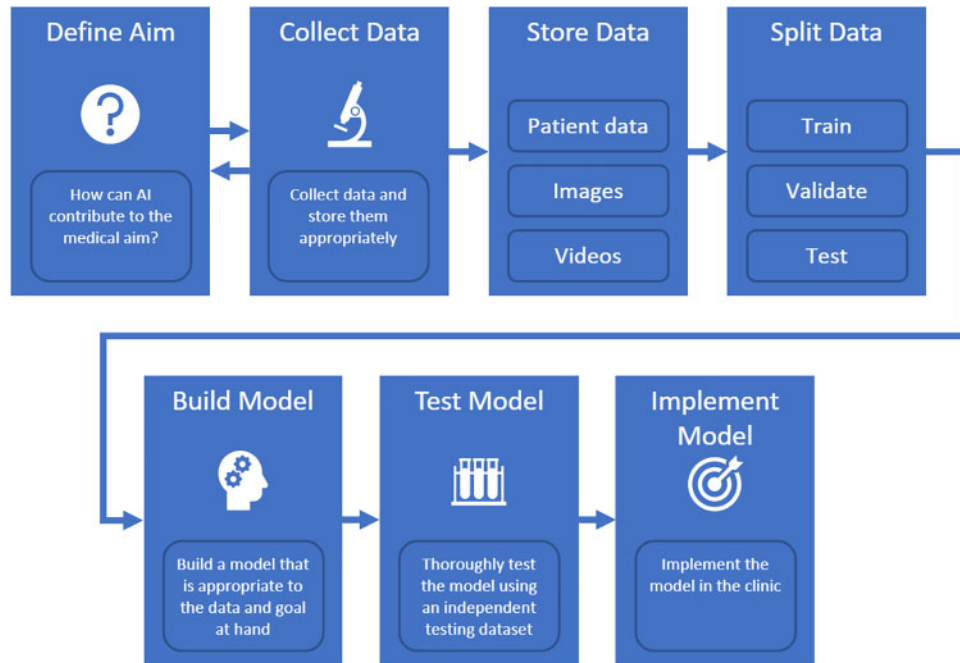 Define Aim
?
How can AI
contribute to the
medical aim?
Collect Data
Collect data and
store them
appropriately
Store Data
Patient data
Images
Videos
Split Data
Train
Validate
Test
Build Model
Build a model that
is appropriate to
the data and goal
at hand
Test Model
Thoroughly test
the model using
an independent
testing dataset
Implement
Model
Implement the
model in the clinic